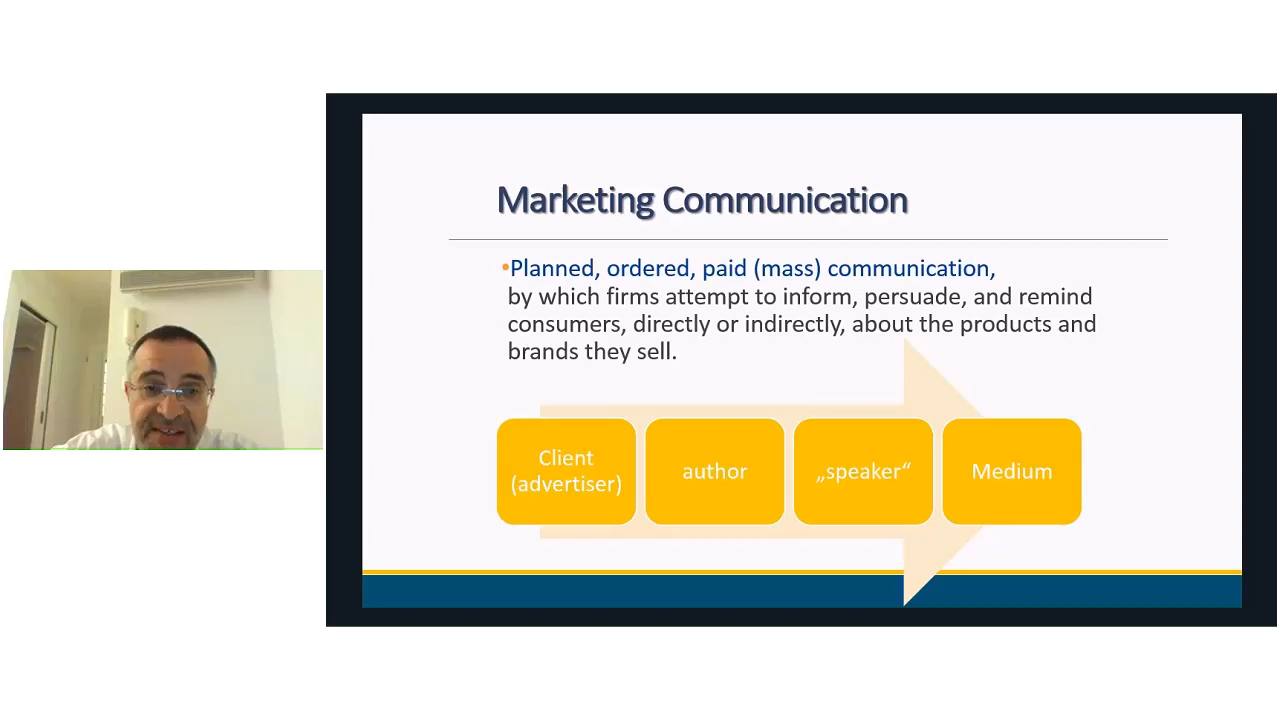 Marketing Communication
•Planned, ordered, paid (mass) communication,
by which firms attempt to inform, persuade, and remind
consumers, directly or indirectly, about the products and
brands they sell.
Client
(advertiser)
author
„speaker“
Medium